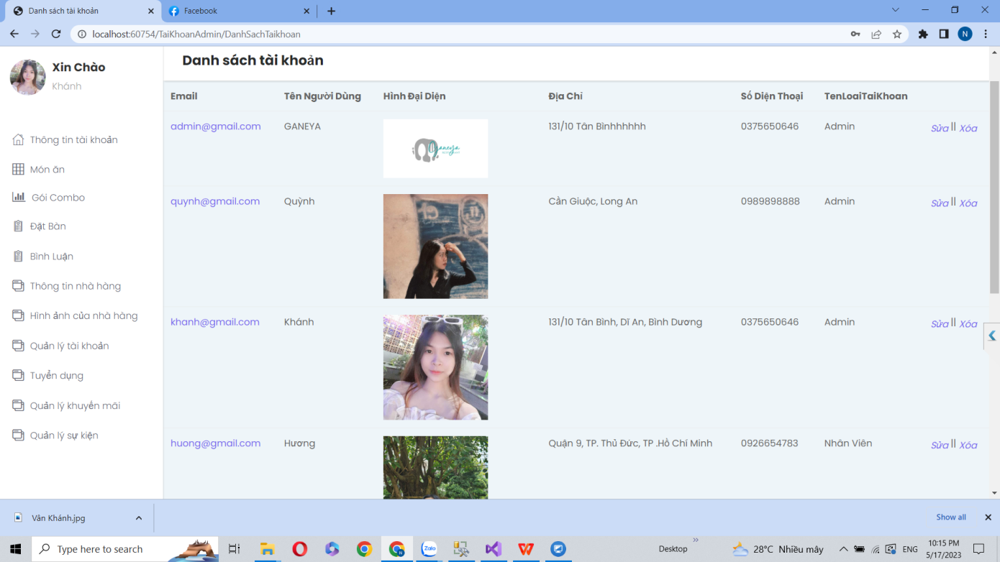 Danh sách tài khoản
Facebook
localhost:60754/TaiKhoanAdmin/DanhSachTaikhoan
N
Xin Chào
Khánh
Thông tin tài khoản
Món ăn
Gói Combo
Đặt Bàn
Bình Luận
Thông tin nhà hàng
Hình ảnh của nhà hàng
Quản lý tài khoản
Tuyển dụng
Quản lý khuyến mãi
Quản lý sự kiện
Danh sách tài khoản
Email Tên Người Dùng Hình Đại Diện Địa Chỉ Số Diện Thoại TenLoaiTaiKhoan
admin@gmail.com GANEYA 131/10 Tân Bìnhhhhhh 0375650646 Admin Sửa || Xóa
Ganeya
quynh@gmail.com Quỳnh Cần Giuộc, Long An 0989898888 Admin Sửa || Xóa
khanh@gmail.com Khánh 131/10 Tân Bình, Dĩ An, Bình Dương 0375650646 Admin Sửa || Xóa
huong@gmail.com Hương Quận 9, TP. Thủ Đức, TP .Hồ Chí Minh 0926654783 Nhân Viên Sửa || Xóa
Vân Khánh.jpg
Show all
Type here to search
Zalo
Desktop
28°C Nhiều mây
ENG
10:15 PM
5/17/2023